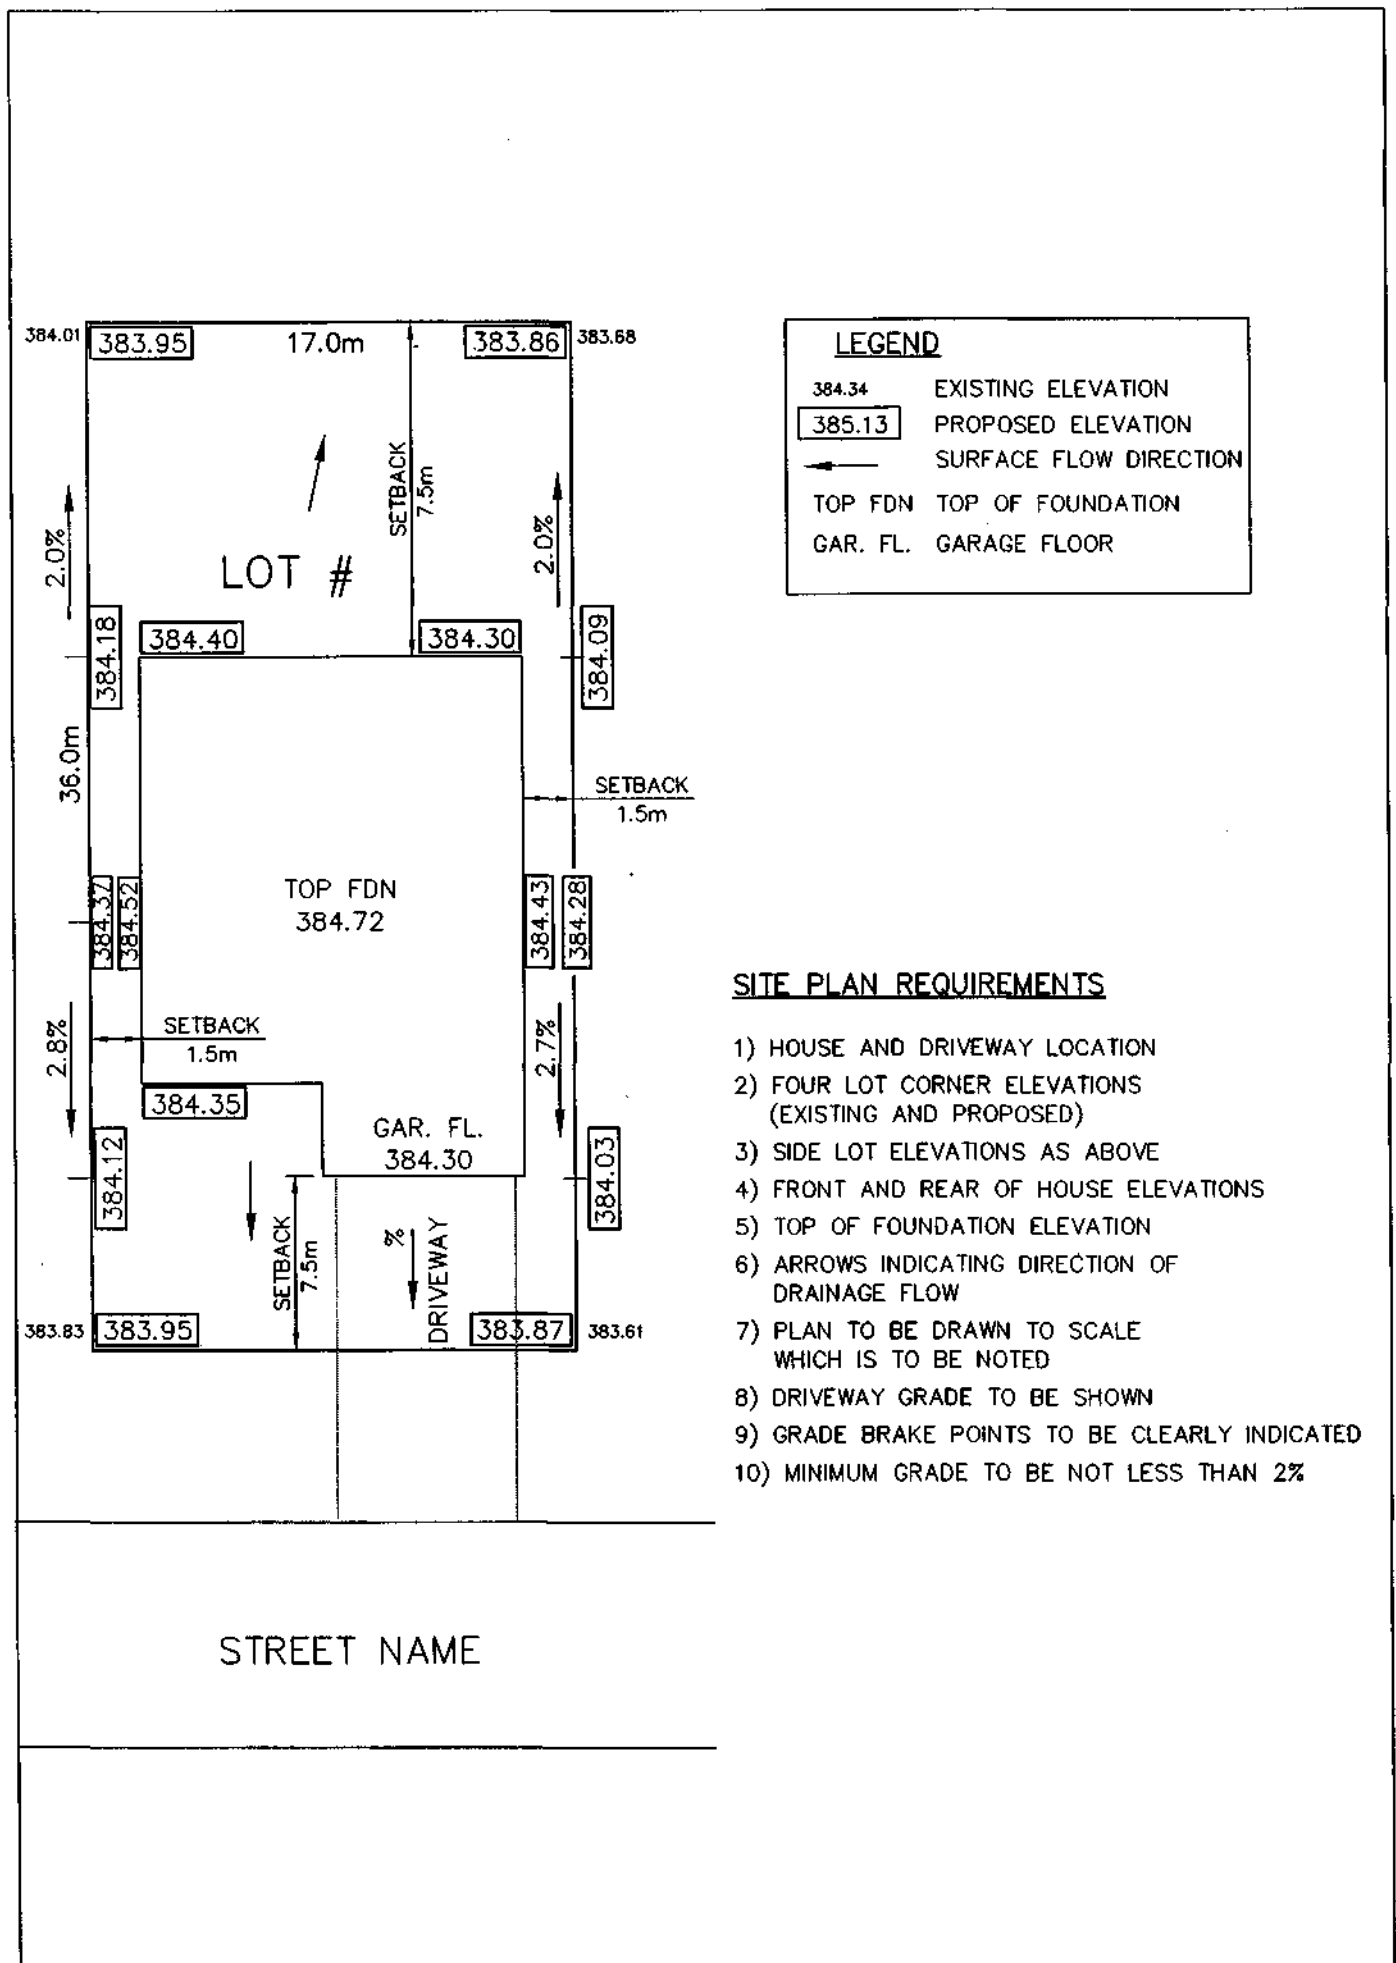 384.01
383.95
17.0m
383.86
383.68
SETBACK
7.5m
2.0%
2.0%
LOT #
384.18
384.40
384.30
384.09
36.0m
SETBACK
1.5m
TOP FDN
384.72
384.37
384.52
384.43
384.28
2.8%
SETBACK
1.5m
2.7%
384.35
GAR. FL.
384.30
384.12
384.03
SETBACK
7.5m
%
DRIVEWAY
383.83
383.95
383.87
383.61
STREET NAME
LEGEND
384.34 EXISTING ELEVATION
385.13 PROPOSED ELEVATION
SURFACE FLOW DIRECTION
TOP FDN TOP OF FOUNDATION
GAR. FL. GARAGE FLOOR
SITE PLAN REQUIREMENTS
1) HOUSE AND DRIVEWAY LOCATION
2) FOUR LOT CORNER ELEVATIONS
(EXISTING AND PROPOSED)
3) SIDE LOT ELEVATIONS AS ABOVE
4) FRONT AND REAR OF HOUSE ELEVATIONS
5) TOP OF FOUNDATION ELEVATION
6) ARROWS INDICATING DIRECTION OF
DRAINAGE FLOW
7) PLAN TO BE DRAWN TO SCALE
WHICH IS TO BE NOTED
8) DRIVEWAY GRADE TO BE SHOWN
9) GRADE BRAKE POINTS TO BE CLEARLY INDICATED
10) MINIMUM GRADE TO BE NOT LESS THAN 2%